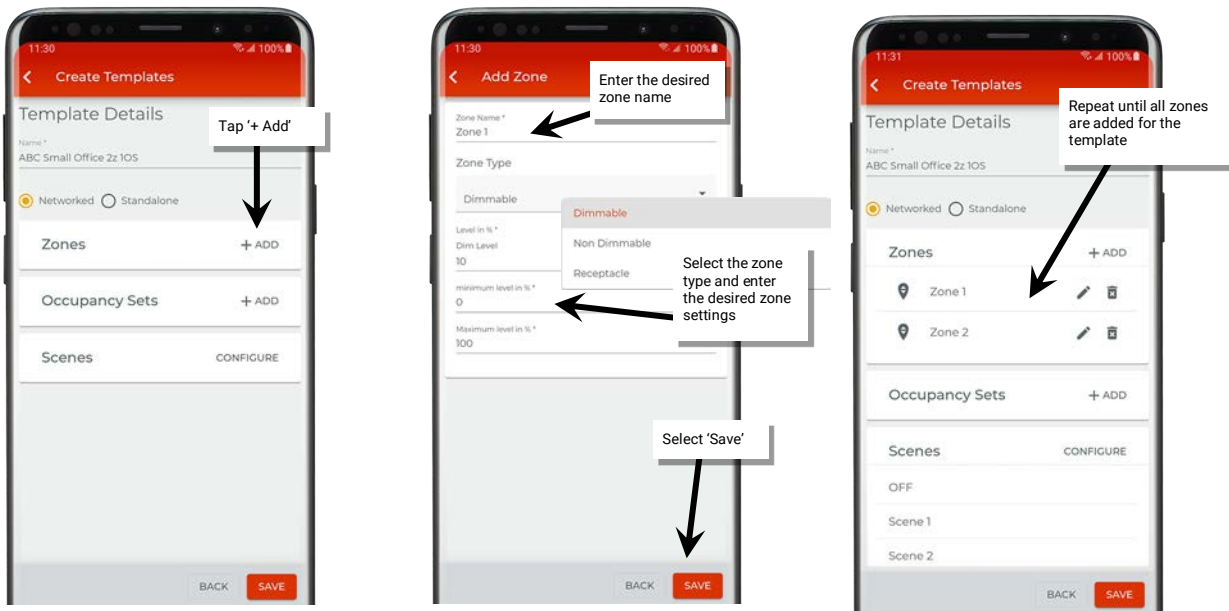 11:30
100%
Create Templates
Template Details
Tap '+ Add'
Name *
ABC Small Office 2z 1OS
Networked
Standalone
Zones
+ ADD
Occupancy Sets
+ ADD
Scenes
CONFIGURE
BACK
SAVE
11:30
100%
Add Zone
Enter the desired
zone name
Zone Name *
Zone 1
Zone Type
Dimmable
Dimmable
Non Dimmable
Receptacle
Level in % *
Dim Level
10
minimum level in % *
0
Select the zone
type and enter
the desired zone
settings
Maximum level in % *
100
Select 'Save'
BACK
SAVE
11:31
100%
Create Templates
Repeat until all zones
are added for the
template
Template Details
Name *
ABC Small Office 2z 1OS
Networked
Standalone
Zones
+ ADD
Zone 1
Zone 2
Occupancy Sets
+ ADD
Scenes
CONFIGURE
OFF
Scene 1
Scene 2
BACK
SAVE